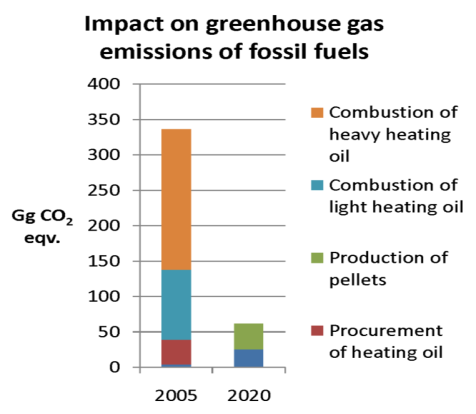 Impact on greenhouse gas
emissions of fossil fuels
400
350
300
250
200
150
100
50
0
Gg CO₂
eqv.
2005
2020
Combustion of
heavy heating
oil
Combustion of
light heating oil
Production of
pellets
Procurement
of heating oil